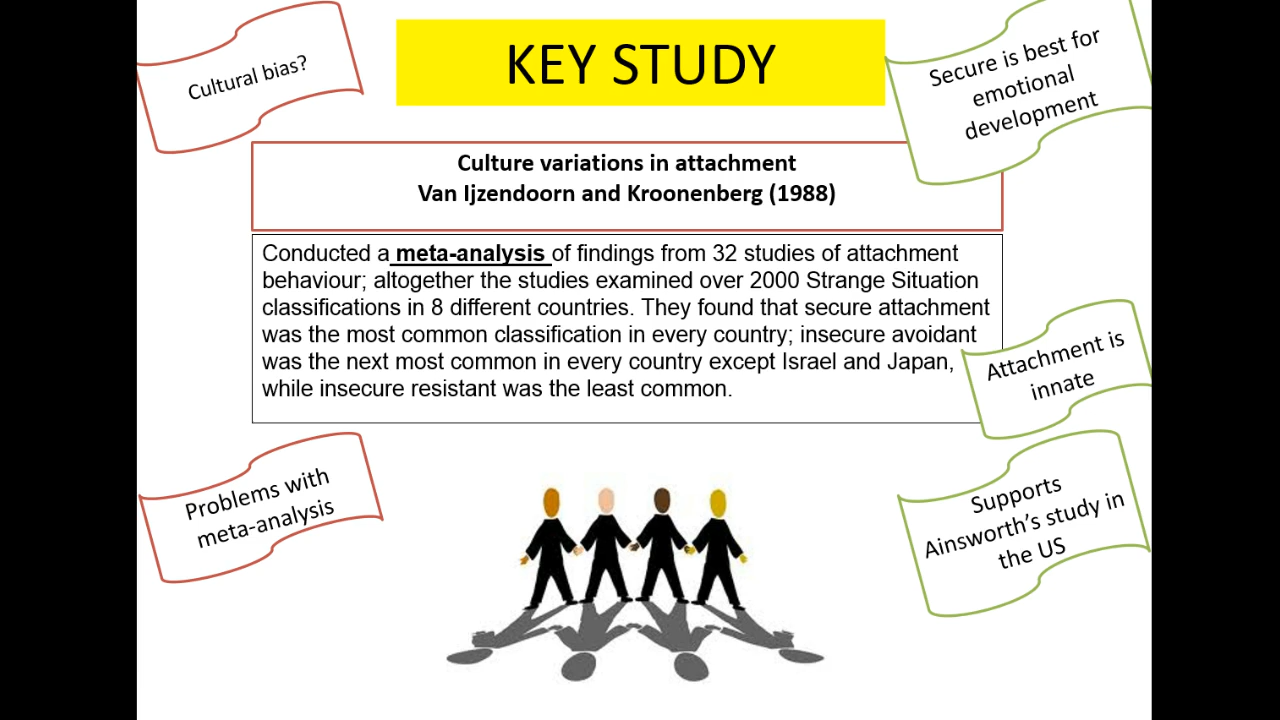 Cultural bias?
KEY STUDY
Secure is best for
emotional
development
Culture variations in attachment
Van Ijzendoorn and Kroonenberg (1988)
Conducted a meta-analysis of findings from 32 studies of attachment
behaviour; altogether the studies examined over 2000 Strange Situation
classifications in 8 different countries. They found that secure attachment
was the most common classification in every country; insecure avoidant
was the next most common in every country except Israel and Japan,
while insecure resistant was the least common.
Attachment is
innate
Problems with
meta-analysis
Supports
Ainsworth’s study in
the US